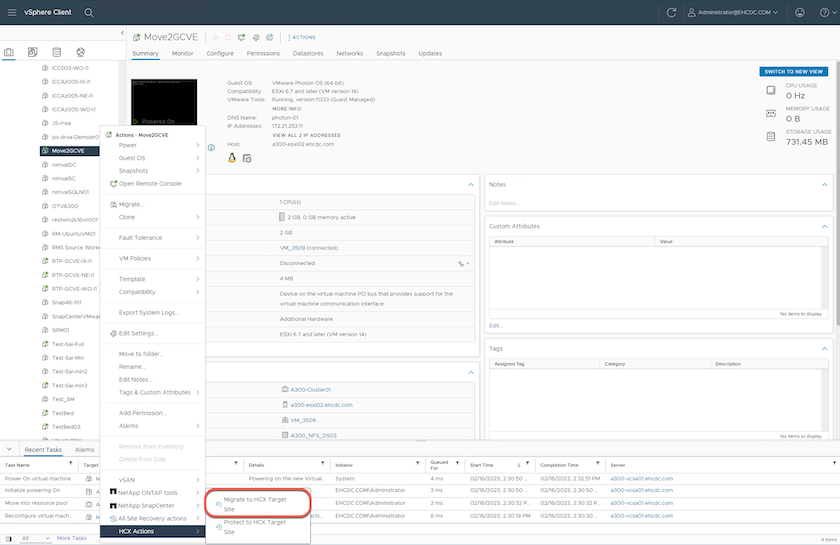 vSphere Client
Administrator@EHCDC.COM
ICC003-WO-I1
ICCAz005-IX-I1
ICCAz005-NE-I1
ICCAz005-WO-I1
JS-msa
jss-drva-Demodr0
Move2GCVE
nimvalDC
nimvalSC
nimvalSQLN01
OTVA300
restwin2k16vm101
RM-UbuntuVM01
RMS Source Work
RTP-GCVE-IX-I1
RTP-GCVE-NE-I1
RTP-GCVE-WO-I1
Snap46-101
SnapCenterVMwa
SRM01
Test-Sai-Full
Test-Sai-Min
Test-Sai-min2
Test-Sai-min3
Test_SM
TestBed
TestBed03
Move2GCVE
ACTIONS
Summary Monitor Configure Permissions Datastores Networks Snapshots Updates
SWITCH TO NEW VIEW
Powered On
Guest OS: VMware Photon OS (64-bit)
Compatibility: ESXi 6.7 and later (VM version 14)
VMware Tools: Running, version:11333 (Guest Managed)
MORE INFO
DNS Name: photon-01
IP Addresses: 172.21.253.11
VIEW ALL 2 IP ADDRESSES
Host a300-esxi02.ehcdc.com
CPU USAGE
0 Hz
MEMORY USAGE
0 B
STORAGE USAGE
731.45 MB
Actions - Move2GCVE
Power
Guest OS
Snapshots
Open Remote Console
Migrate...
Clone
Fault Tolerance
VM Policies
Template
Compatibility
Export System Logs...
Edit Settings...
Move to folder...
Rename...
Edit Notes...
Tags & Custom Attributes
Add Permission...
Alarms
Remove from Inventory
Delete from Disk
vSAN
NetApp ONTAP tools
NetApp SnapCenter
All Site Recovery actions
HCX Actions
Migrate to HCX Target
Site
Protect to HCX Target
Site
1 CPU(s)
2 GB, 0 GB memory active
2 GB
VM_3509 (connected)
Disconnected
4 MB
Device on the virtual machine PCI bus that provides support for the
virtual machine communication interface
Additional Hardware
ESXi 6.7 and later (VM version 14)
A300-Cluster01
a300-esxi02.ehcdc.com
VM_3509
A300_NFS_DS03
Notes
Edit Notes...
Custom Attributes
Attribute Value
No items to display
Edit...
Tags
Assigned Tag Category Description
No items to display
Recent Tasks Alarms
Task Name Target Details Initiator Queued For Start Time Completion Time Server
Power On virtual machine Powering on the new Virtual... System 4 ms 02/16/2023, 2:30:50 ... 02/16/2023, 2:32:51 PM a300-vcsa01.ehcdc.com
Initialize powering On EHCDC.COM\Administrator 3 ms 02/16/2023, 2:30:50 ... 02/16/2023, 2:30:50 P... a300-vcsa01.ehcdc.com
Move into resource pool EHCDC.COM\Administrator 2 ms 02/16/2023, 2:30:32 ... 02/16/2023, 2:30:32 P... a300-vcsa01.ehcdc.com
Reconfigure virtual mach... EHCDC.COM\Administrator 6 ms 02/16/2023, 2:30:19 PM 02/16/2023, 2:30:20 P... a300-vcsa01.ehcdc.com
All More Tasks
4 items